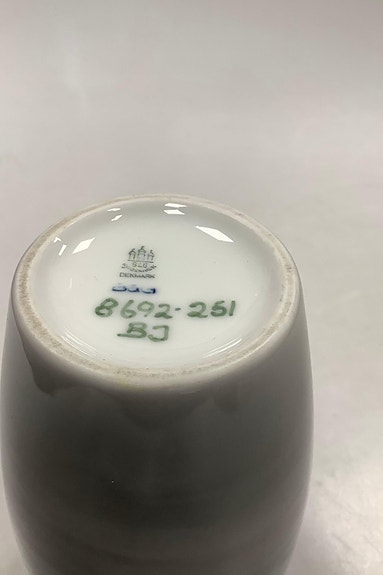 B&G
DENMARK
8692-251
BJ